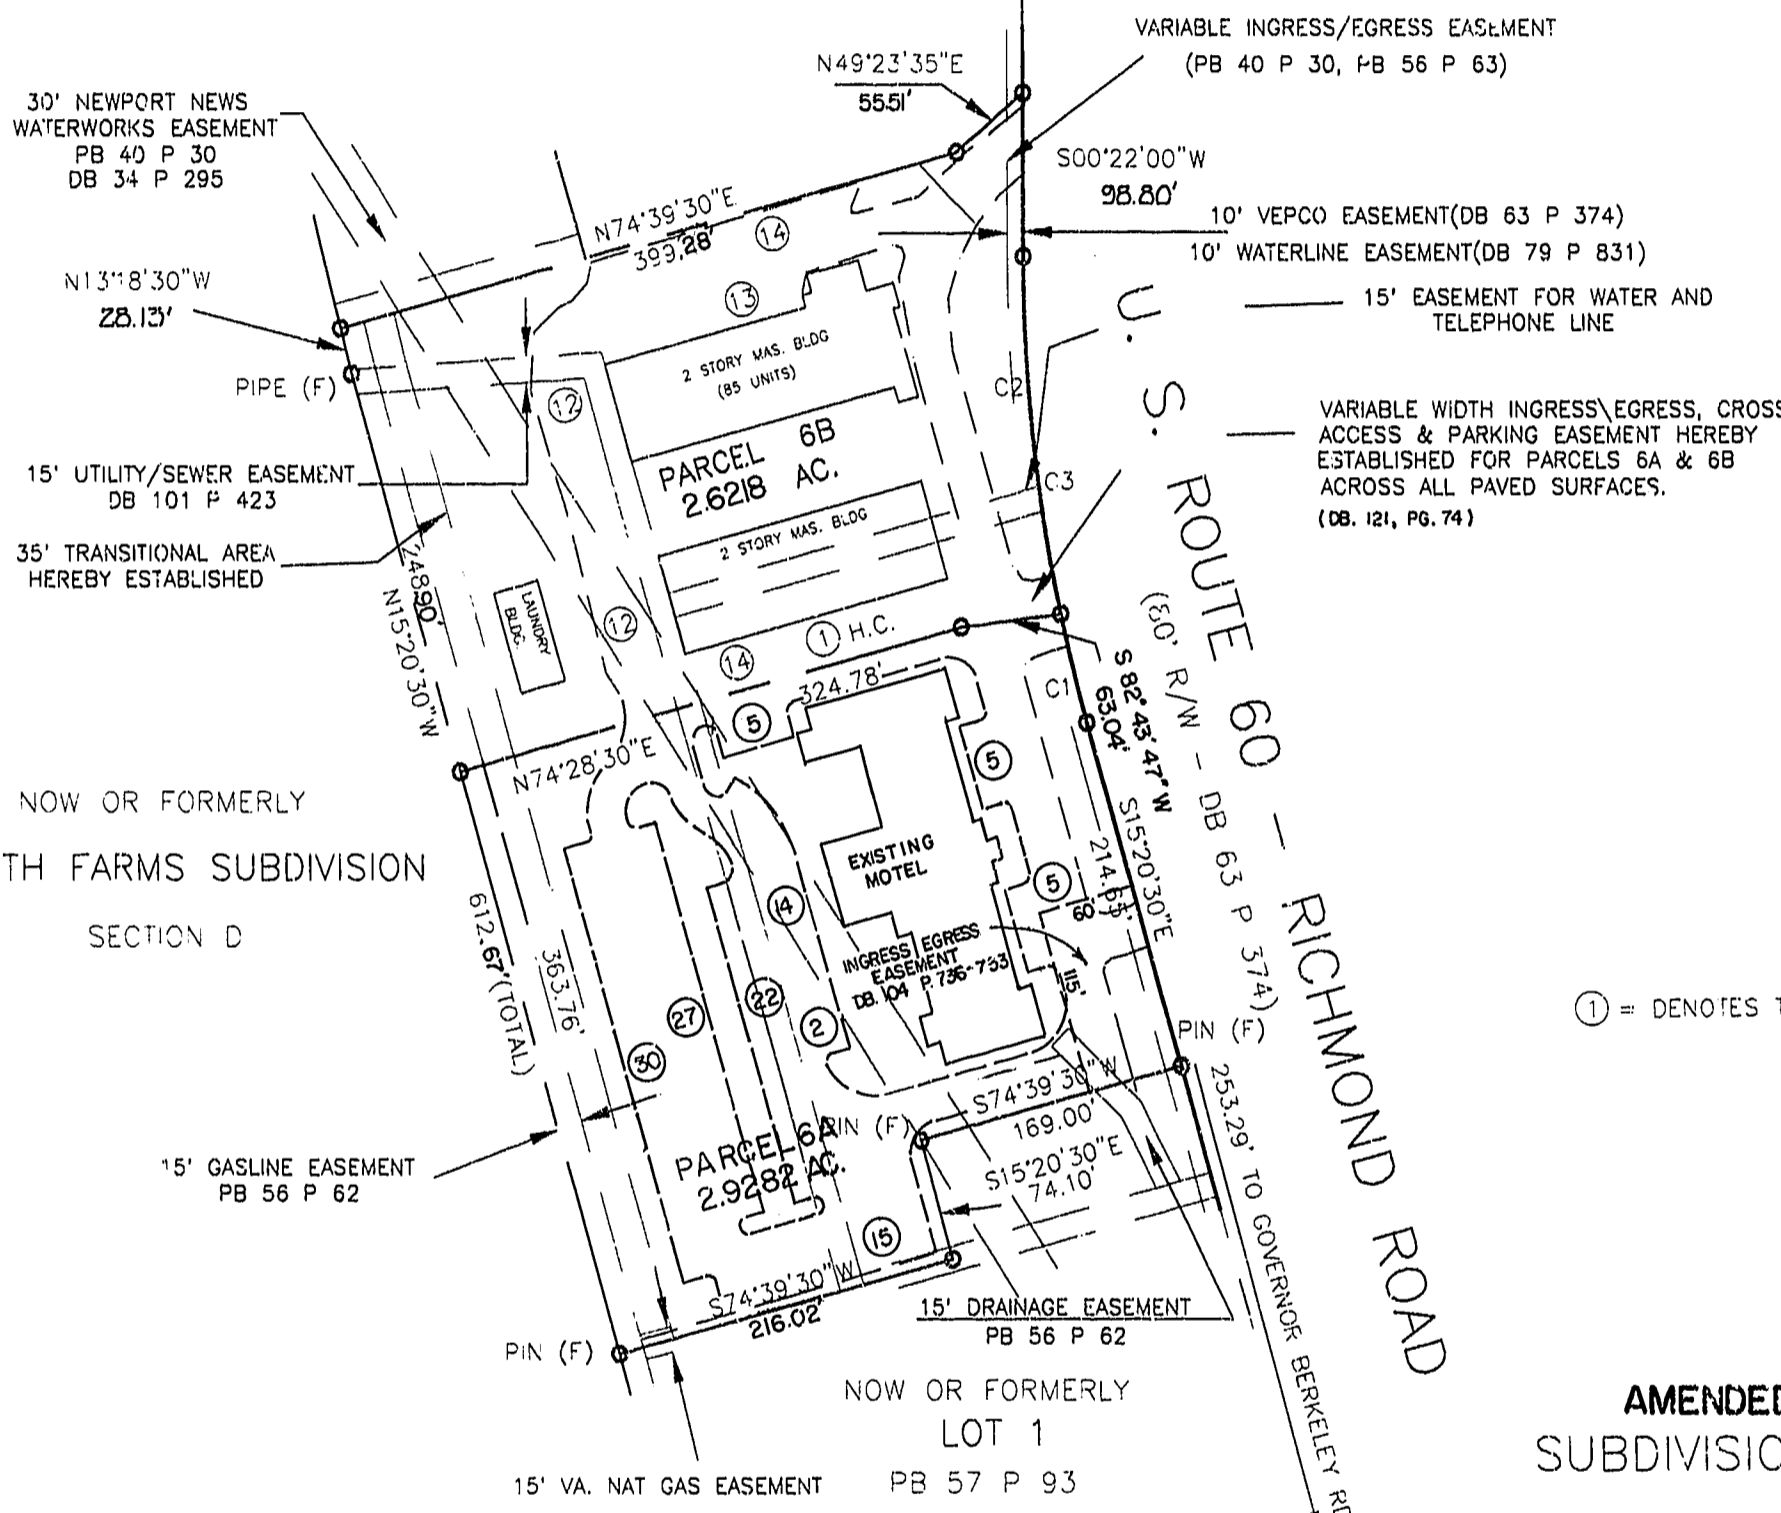 VARIABLE INGRESS/EGRESS EASEMENT
(PB 40 P 30, PB 56 P 63)
N49°23'35"E
55.51'
30' NEWPORT NEWS
WATERWORKS EASEMENT
PB 40 P 30
DB 34 P 295
S00°22'00"W
98.80'
N74°39'30"E
399.28'
14
10' VEPCO EASEMENT(DB 63 P 374)
10' WATERLINE EASEMENT(DB 79 P 831)
N13°18'30"W
28.13'
13
15' EASEMENT FOR WATER AND
TELEPHONE LINE
2 STORY MAS. BLDG
(85 UNITS)
PIPE (F)
12
C2
VARIABLE WIDTH INGRESS\EGRESS, CROSS
ACCESS & PARKING EASEMENT HEREBY
ESTABLISHED FOR PARCELS 6A & 6B
ACROSS ALL PAVED SURFACES.
(DB. 121, PG. 74)
PARCEL 6B
2.6218 AC.
15' UTILITY/SEWER EASEMENT
DB 101 P 423
C3
2 STORY MAS. BLDG
35' TRANSITIONAL AREA
HEREBY ESTABLISHED
248.90'
N15°20'30"W
LAUNDRY
BLDG.
12
1 H.C.
14
324.78'
C1
S 82° 43' 47" W
63.04'
U. S. ROUTE 60 - RICHMOND ROAD
(80' R/W - DB 63 P 374)
5
5
N74°28'30"E
NOW OR FORMERLY
TH FARMS SUBDIVISION
SECTION D
EXISTING
MOTEL
5
60'
214.65'
S15°20'30"E
14
INGRESS EGRESS
EASEMENT
DB. 104 P. 736-733
115'
612.67'(TOTAL)
363.76'
22
27
2
30
1 = DENOTES
PIN (F)
S74°39'30"W
169.00'
PIN (F)
S15°20'30"E
74.10'
253.29' TO GOVERNOR BERKELEY RD
PARCEL 6A
2.9282 AC.
15' GASLINE EASEMENT
PB 56 P 62
15
S74°39'30"W
216.02'
15' DRAINAGE EASEMENT
PB 56 P 62
PIN (F)
NOW OR FORMERLY
LOT 1
PB 57 P 93
15' VA. NAT GAS EASEMENT
AMENDED
SUBDIVISIO